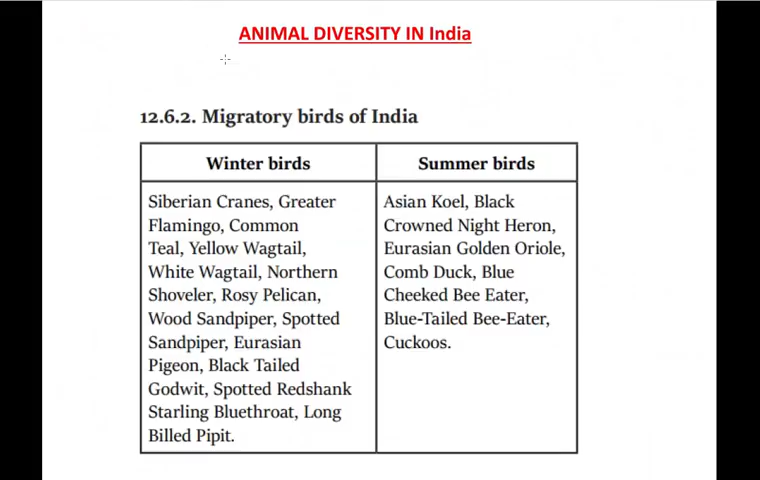 ANIMAL DIVERSITY IN India
12.6.2. Migratory birds of India
Winter birds
Siberian Cranes, Greater
Flamingo, Common
Teal, Yellow Wagtail,
White Wagtail, Northern
Shoveler, Rosy Pelican,
Wood Sandpiper, Spotted
Sandpiper, Eurasian
Pigeon, Black Tailed
Godwit, Spotted Redshank
Starling Bluethroat, Long
Billed Pipit.
Summer birds
Asian Koel, Black
Crowned Night Heron,
Eurasian Golden Oriole,
Comb Duck, Blue
Cheeked Bee Eater,
Blue-Tailed Bee-Eater,
Cuckoos.